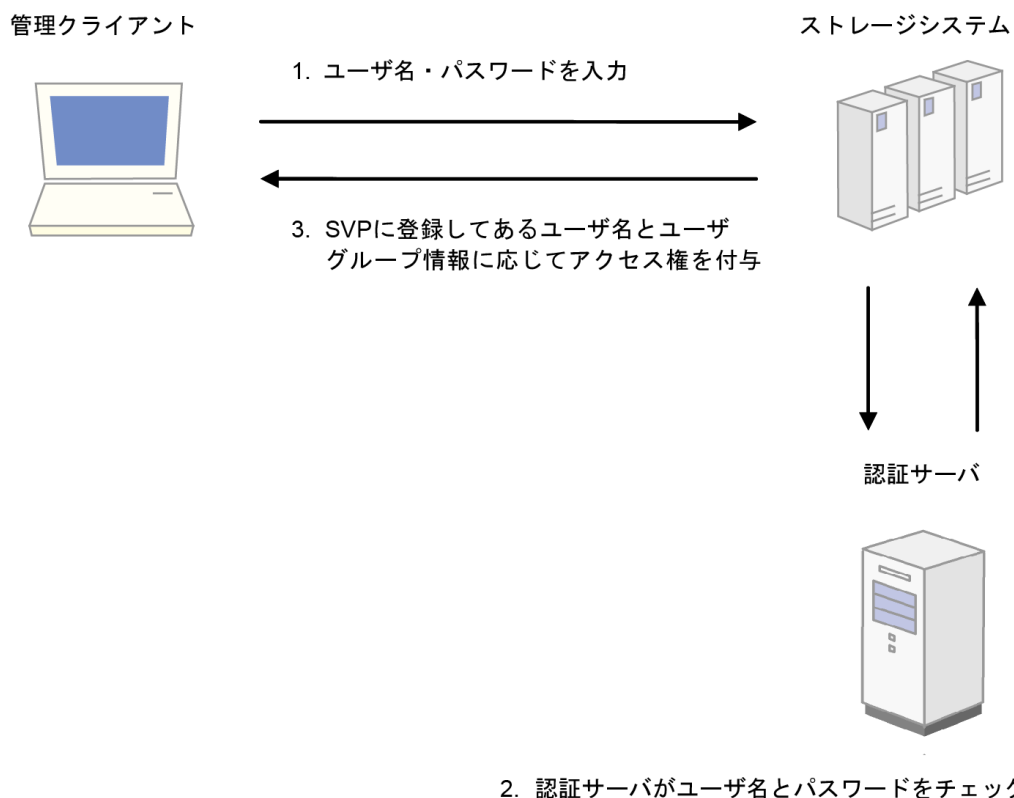 管理クライアント
ストレージシステム
1. ユーザ名・パスワードを入力
3. SVPに登録してあるユーザ名とユーザ
グループ情報に応じてアクセス権を付与
認証サーバ
2. 認証サーバがユーザ名とパスワードをチェック